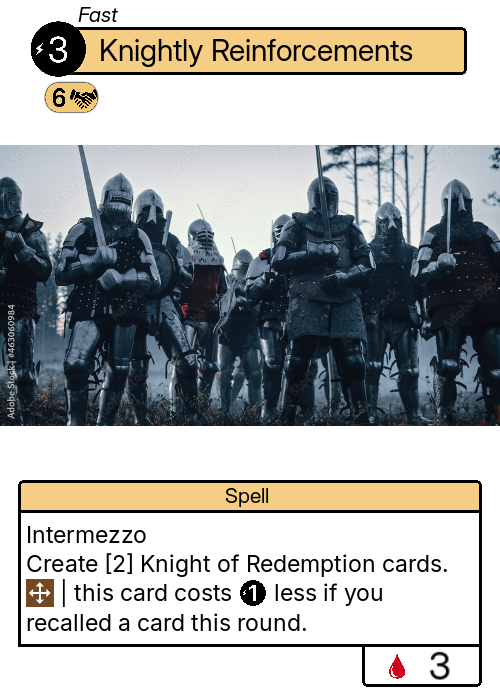 Fast
3 Knightly Reinforcements
6
Adobe Stock | #463060984
Spell
Intermezzo
Create [2] Knight of Redemption cards.
| this card costs 1 less if you
recalled a card this round.
3